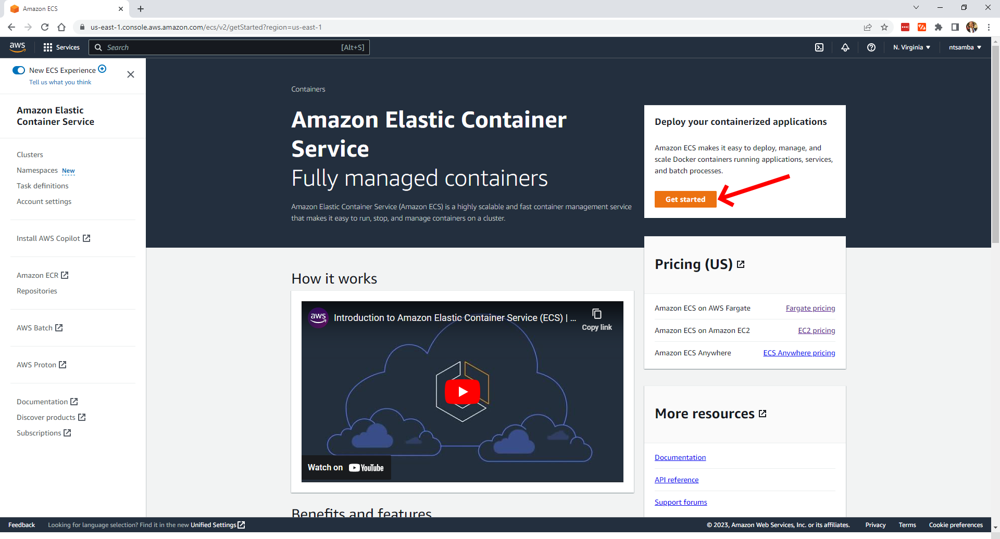 Amazon ECS
us-east-1.console.aws.amazon.com/ecs/v2/getStarted?region=us-east-1
aws
Services
Search
[Alt+S]
N. Virginia
ntsamba
New ECS Experience
Tell us what you think
Amazon Elastic
Container Service
Clusters
Namespaces New
Task definitions
Account settings
Install AWS Copilot
Amazon ECR
Repositories
AWS Batch
AWS Proton
Documentation
Discover products
Subscriptions
Containers
Amazon Elastic Container
Service
Fully managed containers
Amazon Elastic Container Service (Amazon ECS) is a highly scalable and fast container management service
that makes it easy to run, stop, and manage containers on a cluster.
Deploy your containerized applications
Amazon ECS makes it easy to deploy, manage, and
scale Docker containers running applications, services,
and batch processes.
Get started
How it works
aws
Introduction to Amazon Elastic Container Service (ECS) | ...
Copy link
Watch on YouTube
Benefits and features
Pricing (US)
Amazon ECS on AWS Fargate Fargate pricing
Amazon ECS on Amazon EC2 EC2 pricing
Amazon ECS Anywhere ECS Anywhere pricing
More resources
Documentation
API reference
Support forums
Feedback
Looking for language selection? Find it in the new Unified Settings
© 2023, Amazon Web Services, Inc. or its affiliates.
Privacy
Terms
Cookie preferences